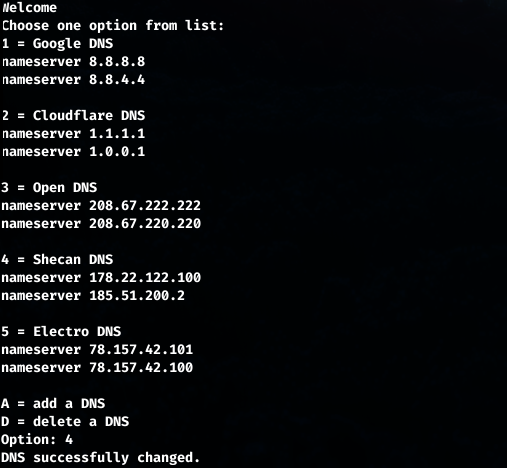 Welcome
Choose one option from list:
1 = Google DNS
nameserver 8.8.8.8
nameserver 8.8.4.4
2 = Cloudflare DNS
nameserver 1.1.1.1
nameserver 1.0.0.1
3 = Open DNS
nameserver 208.67.222.222
nameserver 208.67.220.220
4 = Shecan DNS
nameserver 178.22.122.100
nameserver 185.51.200.2
5 = Electro DNS
nameserver 78.157.42.101
nameserver 78.157.42.100
A = add a DNS
D = delete a DNS
Option: 4
DNS successfully changed.